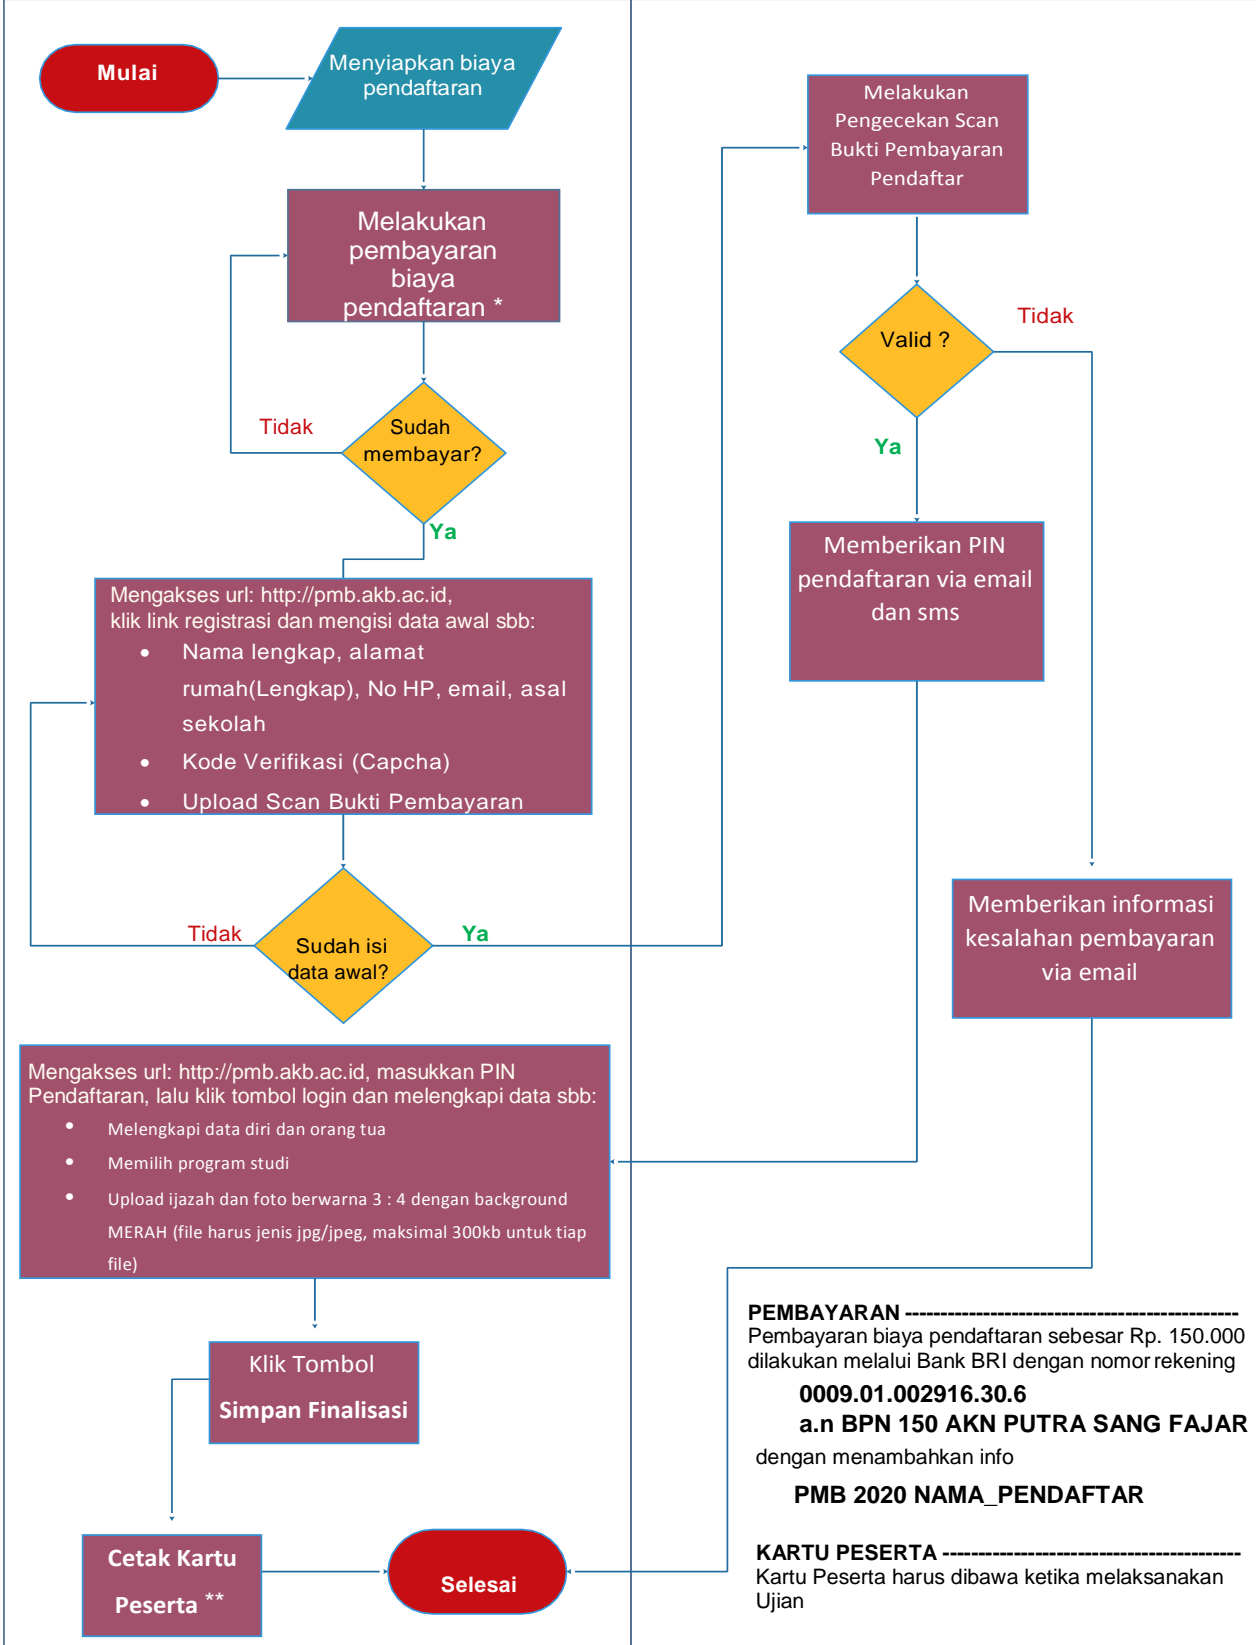 Mulai
Menyiapkan biaya
pendaftaran
Melakukan
pembayaran
biaya
pendaftaran *
Tidak
Sudah
membayar?
Ya
Mengakses url: http://pmb.akb.ac.id,
klik link registrasi dan mengisi data awal sbb:
• Nama lengkap, alamat
rumah(Lengkap), No HP, email, asal
sekolah
• Kode Verifikasi (Capcha)
• Upload Scan Bukti Pembayaran
Tidak
Sudah isi
data awal?
Ya
Melakukan
Pengecekan Scan
Bukti Pembayaran
Pendaftar
Valid ?
Tidak
Ya
Memberikan PIN
pendaftaran via email
dan sms
Memberikan informasi
kesalahan pembayaran
via email
Mengakses url: http://pmb.akb.ac.id, masukkan PIN
Pendaftaran, lalu klik tombol login dan melengkapi data sbb:
• Melengkapi data diri dan orang tua
• Memilih program studi
• Upload ijazah dan foto berwarna 3 : 4 dengan background
MERAH (file harus jenis jpg/jpeg, maksimal 300kb untuk tiap
file)
Klik Tombol
Simpan Finalisasi
Cetak Kartu
Peserta **
Selesai
PEMBAYARAN -----------------------------------------------
Pembayaran biaya pendaftaran sebesar Rp. 150.000
dilakukan melalui Bank BRI dengan nomor rekening
0009.01.002916.30.6
a.n BPN 150 AKN PUTRA SANG FAJAR
dengan menambahkan info
PMB 2020 NAMA_PENDAFTAR
KARTU PESERTA ------------------------------------------
Kartu Peserta harus dibawa ketika melaksanakan
Ujian